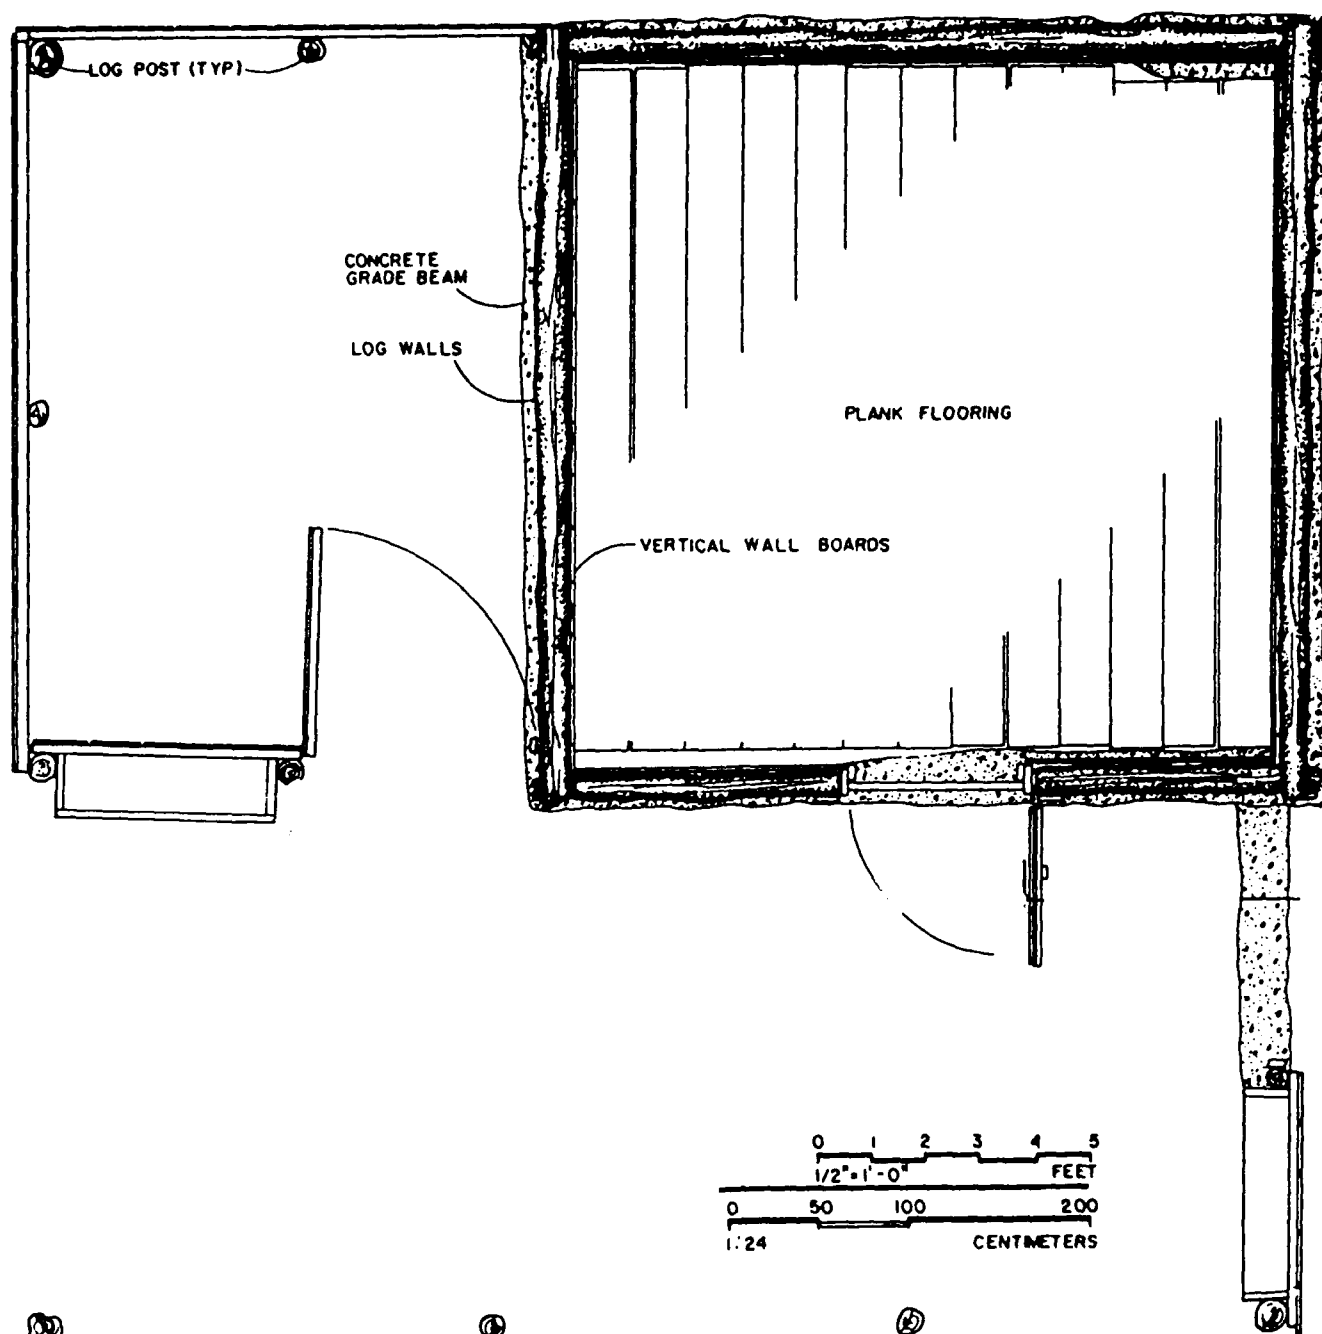 LOG POST (TYP)
CONCRETE
GRADE BEAM
LOG WALLS
PLANK FLOORING
VERTICAL WALL BOARDS
0 1 2 3 4 5
1/2"=1'-0" FEET
0 50 100 200
1:24 CENTIMETERS